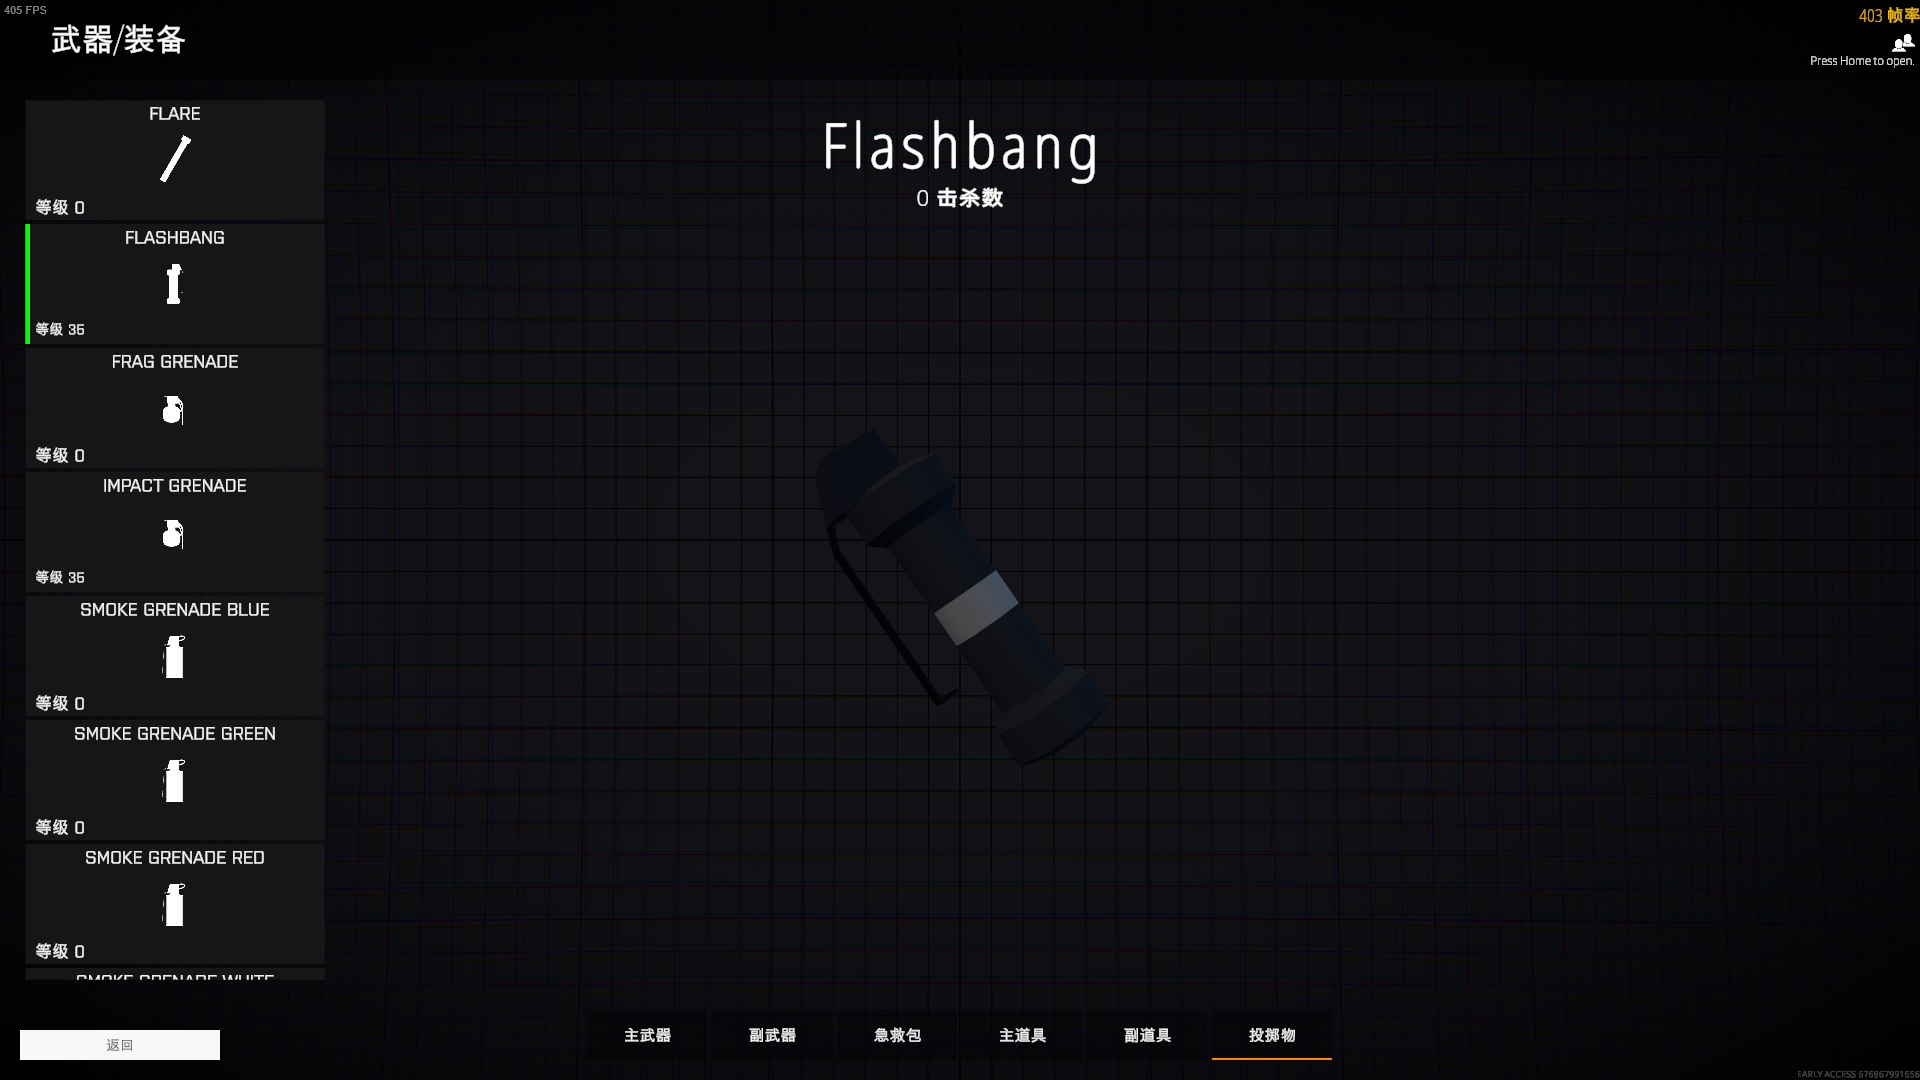 405 FPS
403 帧率
武器/装备
Press Home to open.
FLARE
等级 0
FLASHBANG
等级 35
FRAG GRENADE
等级 0
IMPACT GRENADE
等级 35
SMOKE GRENADE BLUE
等级 0
SMOKE GRENADE GREEN
等级 0
SMOKE GRENADE RED
等级 0
SMOKE GRENADE WHITE
Flashbang
0 击杀数
主武器
副武器
急救包
主道具
副道具
投掷物
返回
EARLY ACCESS 676867991656